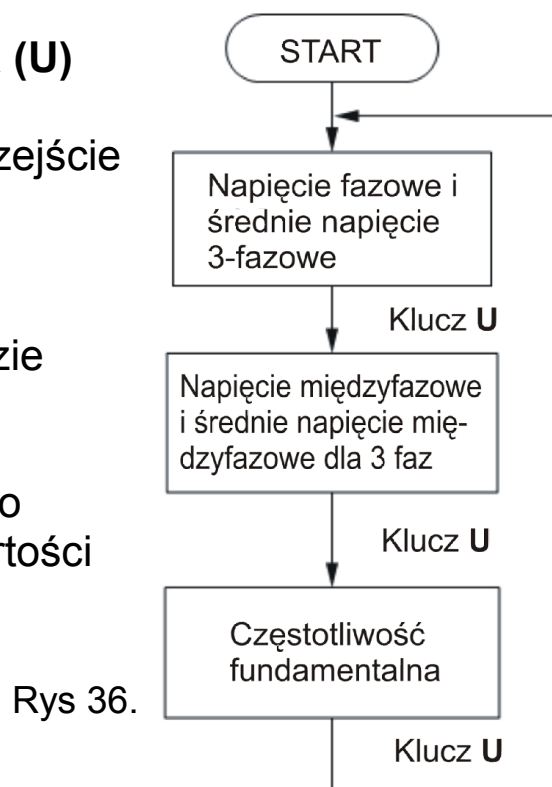 (U)
zejście
zie
o
rtości
Rys 36.
START
Napięcie fazowe i
średnie napięcie
3-fazowe
Klucz U
Napięcie międzyfazowe
i średnie napięcie mię-
dzyfazowe dla 3 faz
Klucz U
Częstotliwość
fundamentalna
Klucz U